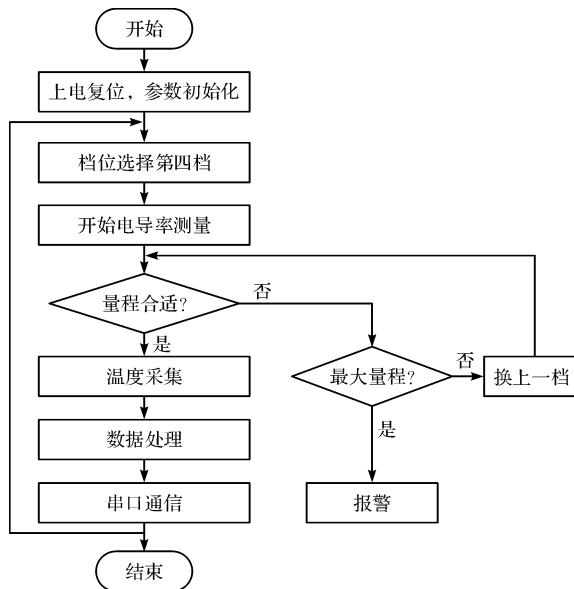 开始
上电复位，参数初始化
档位选择第四档
开始电导率测量
量程合适？
否
是
温度采集
最大量程？
否
换上一档
是
数据处理
串口通信
报警
结束